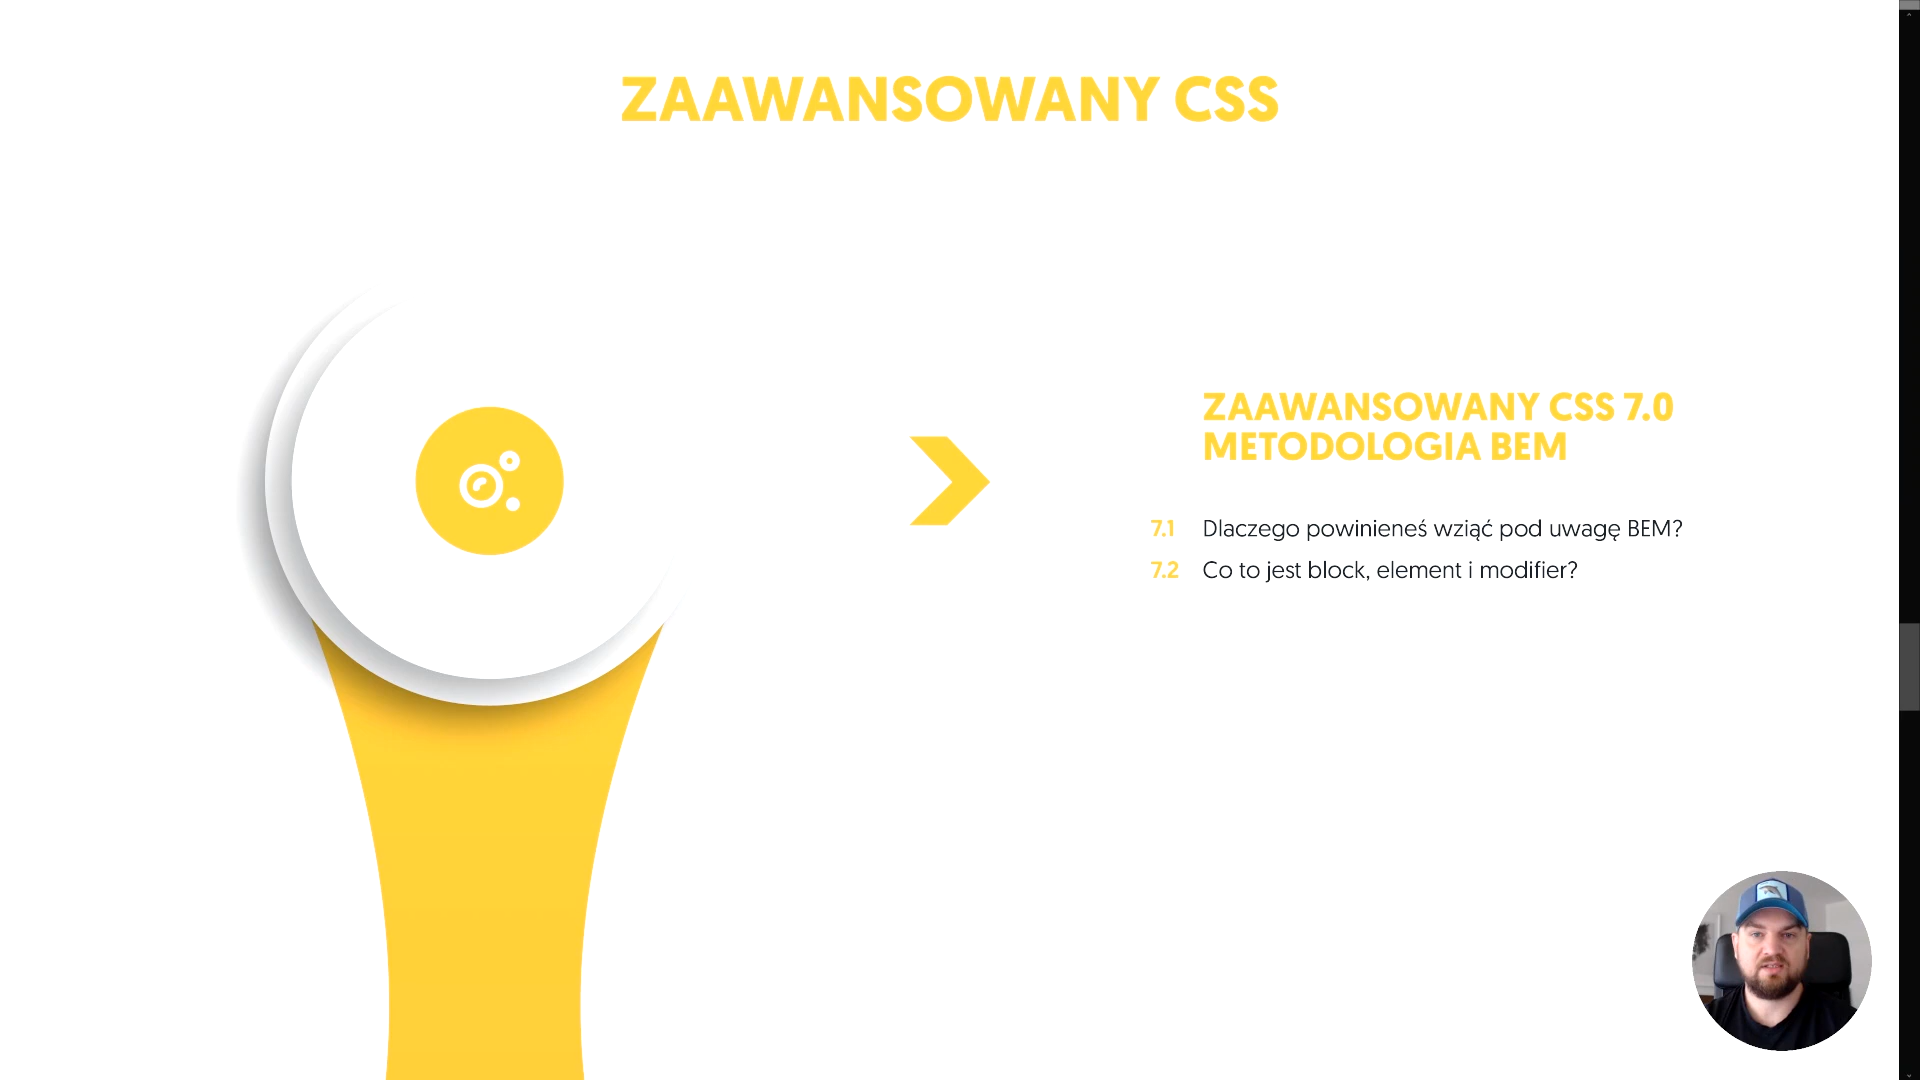 ZAAWANSOWANY CSS
ZAAWANSOWANY CSS 7.0
METODOLOGIA BEM
7.1 Dlaczego powinieneś wziąć pod uwagę BEM?
7.2 Co to jest block, element i modifier?